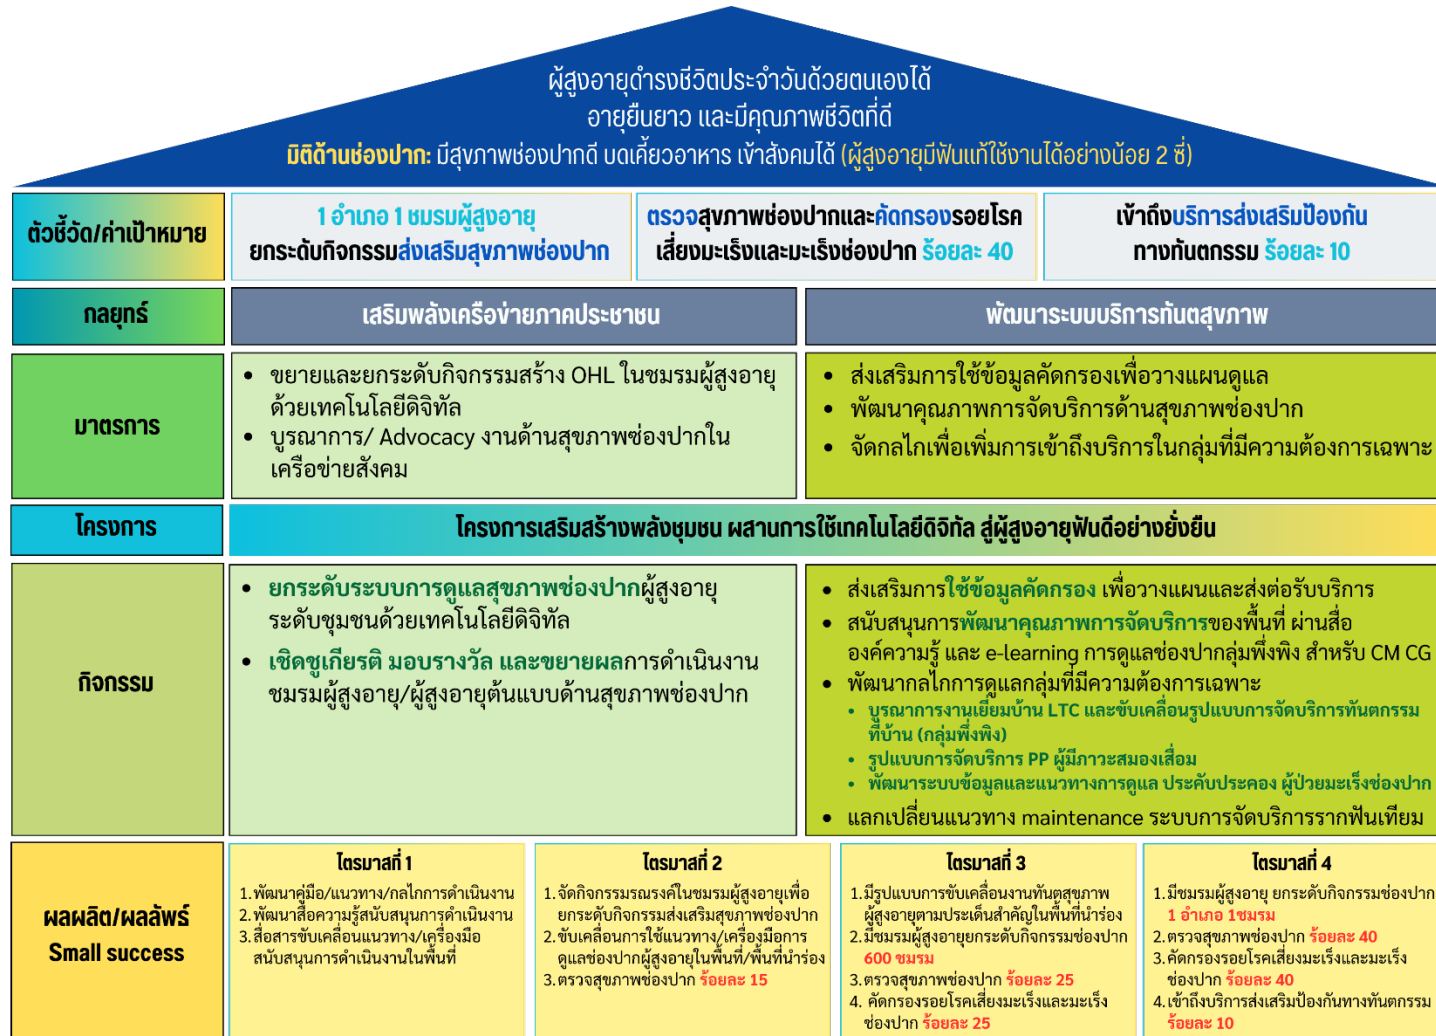 ผู้สูงอายุดำรงชีวิตประจำวันด้วยตนเองได้
อายุยืนยาว และมีคุณภาพชีวิตที่ดี
มิติด้านช่องปาก: มีสุขภาพช่องปากดี บดเคี้ยวอาหาร เข้าสังคมได้ (ผู้สูงอายุมีฟันแท้ใช้งานได้อย่างน้อย 2 ซี่)
ตัวชี้วัด/ค่าเป้าหมาย
1 อำเภอ 1 ชมรมผู้สูงอายุ
ยกระดับกิจกรรมส่งเสริมสุขภาพช่องปาก
ตรวจสุขภาพช่องปากและคัดกรองรอยโรค
เสี่ยงมะเร็งและมะเร็งช่องปาก ร้อยละ 40
เข้าถึงบริการส่งเสริมป้องกัน
ทางทันตกรรม ร้อยละ 10
กลยุทธ์
เสริมพลังเครือข่ายภาคประชาชน
พัฒนาระบบบริการทันตสุขภาพ
มาตรการ
• ขยายและยกระดับกิจกรรมสร้าง OHL ในชมรมผู้สูงอายุ
ด้วยเทคโนโลยีดิจิทัล
• บูรณาการ/ Advocacy งานด้านสุขภาพช่องปากใน
เครือข่ายสังคม
• ส่งเสริมการใช้ข้อมูลคัดกรองเพื่อวางแผนดูแล
• พัฒนาคุณภาพการจัดบริการด้านสุขภาพช่องปาก
• จัดกลไกเพื่อเพิ่มการเข้าถึงบริการในกลุ่มที่มีความต้องการเฉพาะ
โครงการ
โครงการเสริมสร้างพลังชุมชน ผสานการใช้เทคโนโลยีดิจิทัล สู่ผู้สูงอายุฟันดีอย่างยั่งยืน
กิจกรรม
• ยกระดับระบบการดูแลสุขภาพช่องปากผู้สูงอายุ
ระดับชุมชนด้วยเทคโนโลยีดิจิทัล
• เชิดชูเกียรติ มอบรางวัล และขยายผลการดำเนินงาน
ชมรมผู้สูงอายุ/ผู้สูงอายุต้นแบบด้านสุขภาพช่องปาก
• ส่งเสริมการใช้ข้อมูลคัดกรอง เพื่อวางแผนและส่งต่อรับบริการ
• สนับสนุนการพัฒนาคุณภาพการจัดบริการของพื้นที่ ผ่านสื่อ
องค์ความรู้ และ e-learning การดูแลช่องปากลุ่มพึ่งพิง สำหรับ CM CG
• พัฒนากลไกการดูแลกลุ่มที่มีความต้องการเฉพาะ
• บูรณาการงานเยี่ยมบ้าน LTC และขับเคลื่อนรูปแบบการจัดบริการทันตกรรม
ที่บ้าน (กลุ่มพึ่งพิง)
• รูปแบบการจัดบริการ PP ผู้มีภาวะสมองเสื่อม
• พัฒนาระบบข้อมูลและแนวทางการดูแล ประคับประคอง ผู้ป่วยมะเร็งช่องปาก
• แลกเปลี่ยนแนวทาง maintenance ระบบการจัดบริการรากฟันเทียม
ผลผลิต/ผลลัพธ์
Small success
ไตรมาสที่ 1
1.พัฒนาคู่มือ/แนวทาง/กลไกการดำเนินงาน
2.พัฒนาสื่อความรู้สนับสนุนการดำเนินงาน
3.สื่อสารขับเคลื่อนแนวทาง/เครื่องมือ
สนับสนุนการดำเนินงานในพื้นที่
ไตรมาสที่ 2
1.จัดกิจกรรมรณรงค์ในชมรมผู้สูงอายุเพื่อ
ยกระดับกิจกรรมส่งเสริมสุขภาพช่องปาก
2.ขับเคลื่อนการใช้แนวทาง/เครื่องมือการ
ดูแลช่องปากผู้สูงอายุในพื้นที่/พื้นที่นำร่อง
3.ตรวจสุขภาพช่องปาก ร้อยละ 15
ไตรมาสที่ 3
1.มีรูปแบบการขับเคลื่อนงานทันตสุขภาพ
ผู้สูงอายุตามประเด็นสำคัญในพื้นที่นำร่อง
2.มีชมรมผู้สูงอายุยกระดับกิจกรรมช่องปาก
600 ชมรม
3.ตรวจสุขภาพช่องปาก ร้อยละ 25
4. คัดกรองรอยโรคเสี่ยงมะเร็งและมะเร็ง
ช่องปาก ร้อยละ 25
ไตรมาสที่ 4
1.มีชมรมผู้สูงอายุ ยกระดับกิจกรรมช่องปาก
1 อำเภอ 1ชมรม
2.ตรวจสุขภาพช่องปาก ร้อยละ 40
3.คัดกรองรอยโรคเสี่ยงมะเร็งและมะเร็ง
ช่องปาก ร้อยละ 40
4.เข้าถึงบริการส่งเสริมป้องกันทางทันตกรรม
ร้อยละ 10